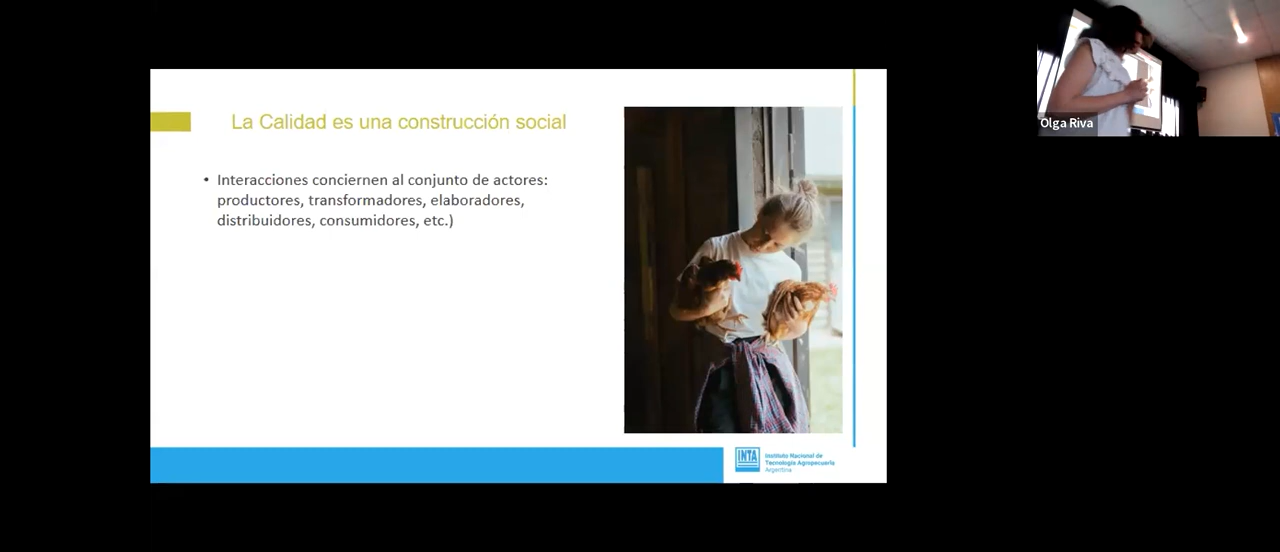 La Calidad es una construcción social
• Interacciones conciernen al conjunto de actores:
productores, transformadores, elaboradores,
distribuidores, consumidores, etc.)
INTA
Instituto Nacional de
Tecnología Agropecuaria
Argentina
Olga Riva